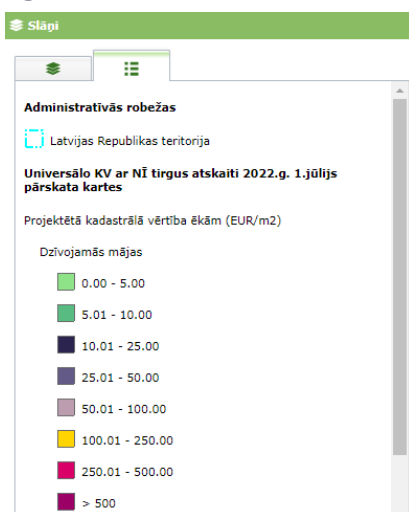 Slāņi
Administratīvās robežas
Latvijas Republikas teritorija
Universālo KV ar NĪ tirgus atskaiti 2022.g. 1.jūlijs
pārskata kartes
Projektētā kadastrālā vērtība ēkām (EUR/m2)
Dzīvojamās mājas
0.00 - 5.00
5.01 - 10.00
10.01 - 25.00
25.01 - 50.00
50.01 - 100.00
100.01 - 250.00
250.01 - 500.00
> 500